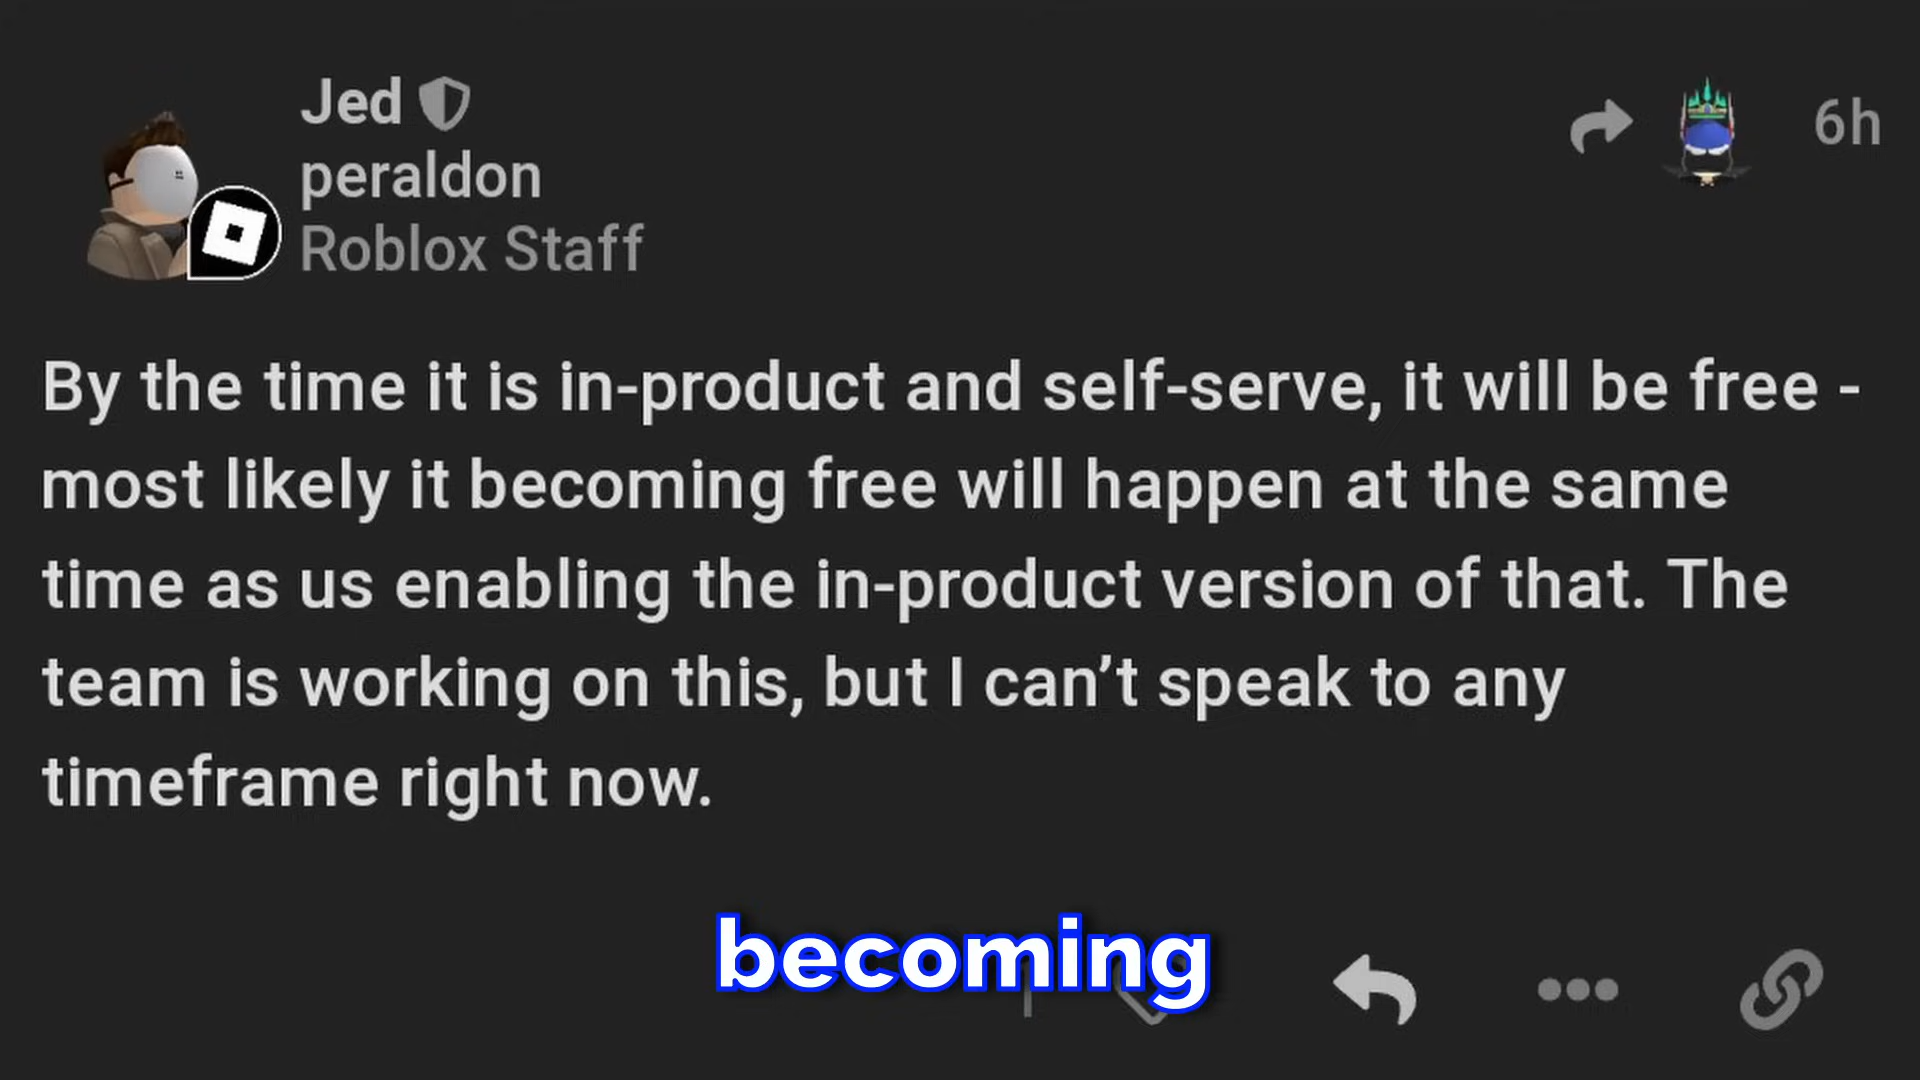 Jed
peraldon
Roblox Staff
6h
By the time it is in-product and self-serve, it will be free -
most likely it becoming free will happen at the same
time as us enabling the in-product version of that. The
team is working on this, but I can’t speak to any
timeframe right now.
becoming